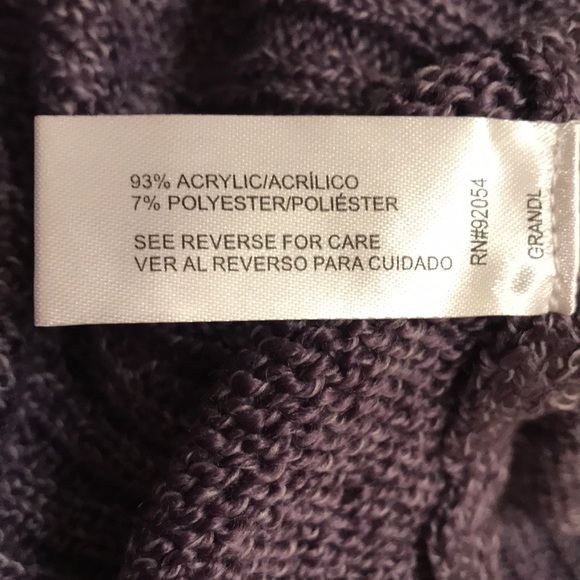 93% ACRYLIC/ACRÍLICO
7% POLYESTER/POLIÉSTER
SEE REVERSE FOR CARE
VER AL REVERSO PARA CUIDADO
RN#92054
GRANDL